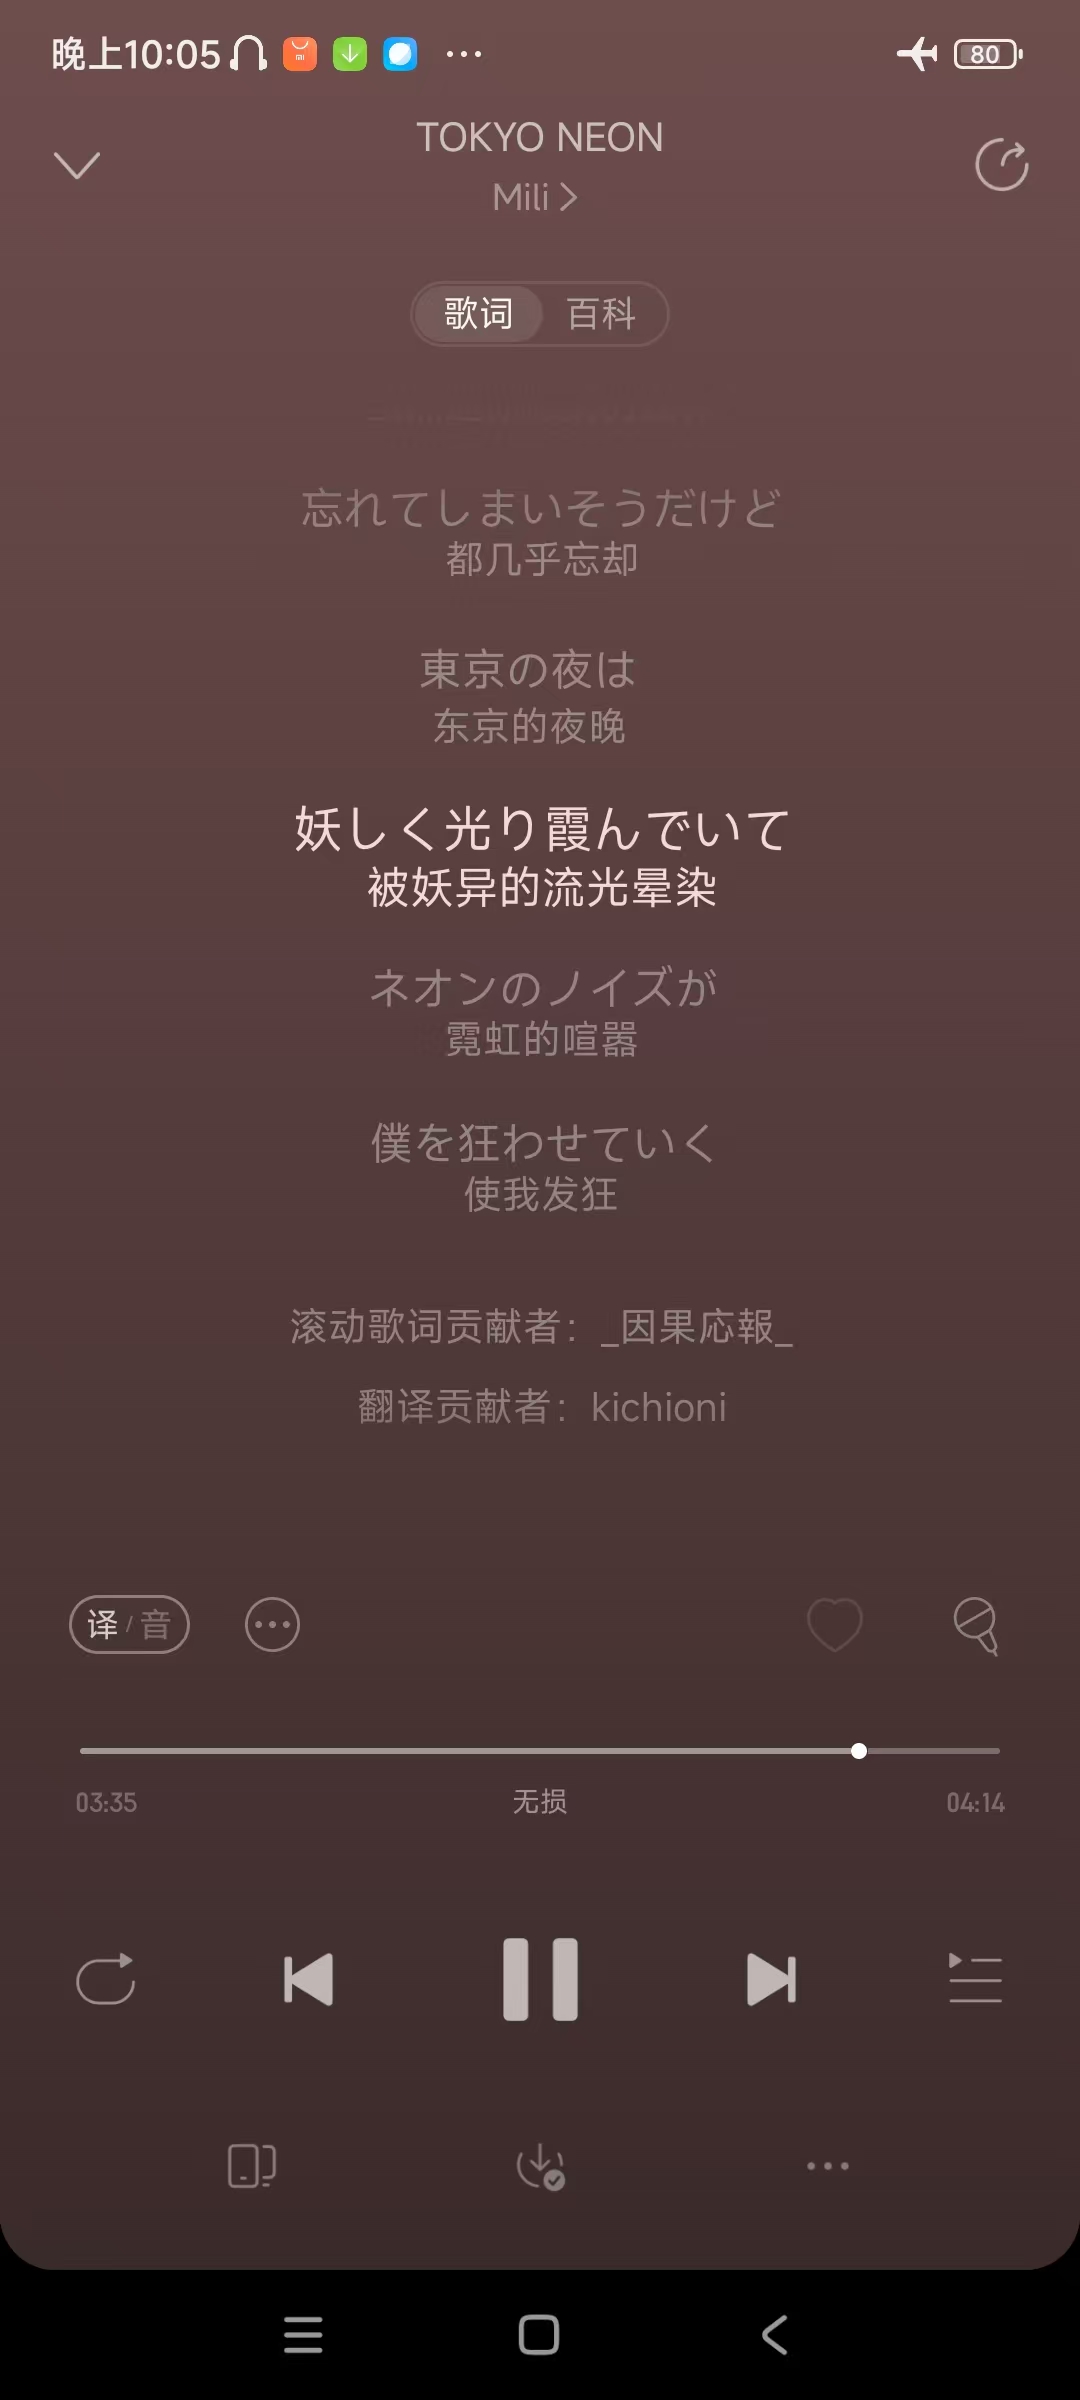 晚上10:05
80
TOKYO NEON
Mili
歌词 百科
忘れてしまいそうだけど
都几乎忘却
東京の夜は
东京的夜晚
妖しく光り霞んでいて
被妖异的流光晕染
ネオンのノイズが
霓虹的喧嚣
僕を狂わせていく
使我发狂
滚动歌词贡献者：_因果応報_
翻译贡献者：kichioni
译/音
03:35 无损 04:14